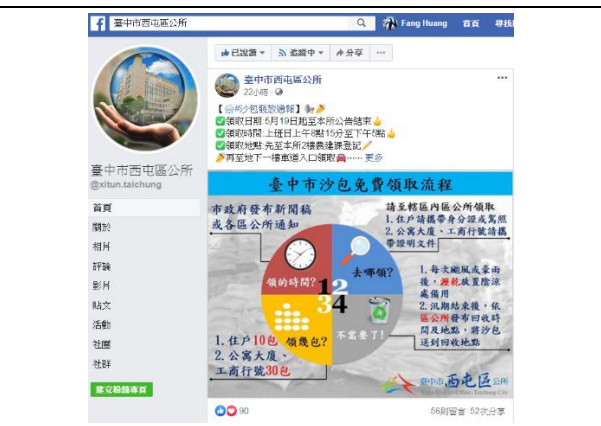 臺中市西屯區公所
Fang Huang 首頁 尋找
已說讚
追蹤中
分享
臺中市西屯區公所
22小時
沙包發放通報】
領取日期:5月19日起至本所公告結束
領取時間:上班日上午8點15分至下午5點
領取地點:先至本所2樓農建課登記
再至地下一樓車道入口領取 …… 更多
臺中市西屯區公所
@xitun.taichung
首頁
關於
相片
評論
影片
貼文
活動
社團
社群
建立粉絲專頁
臺中市沙包免費領取流程
市政府發布新聞稿
或各區公所通知
請至轄區內區公所領取
1. 住戶請攜帶身分證或駕照
2. 公寓大廈、工商行號請攜
帶證明文件
領的時間?
去哪領?
1 2
3 4
領幾包?
不需要了!
1. 住戶10包
2. 公寓大廈、
工商行號30包
1. 每次颱風或豪雨
後,瀝乾放置陰涼
處備用
2. 汛期結束後,依
區公所發布回收時
間及地點,將沙包
送到回收地點
臺中市西屯區公所
90
56則留言 52次分享